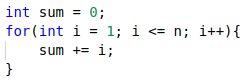 int sum = 0;
for(int i = 1; i <= n; i++){
    sum += i;
}